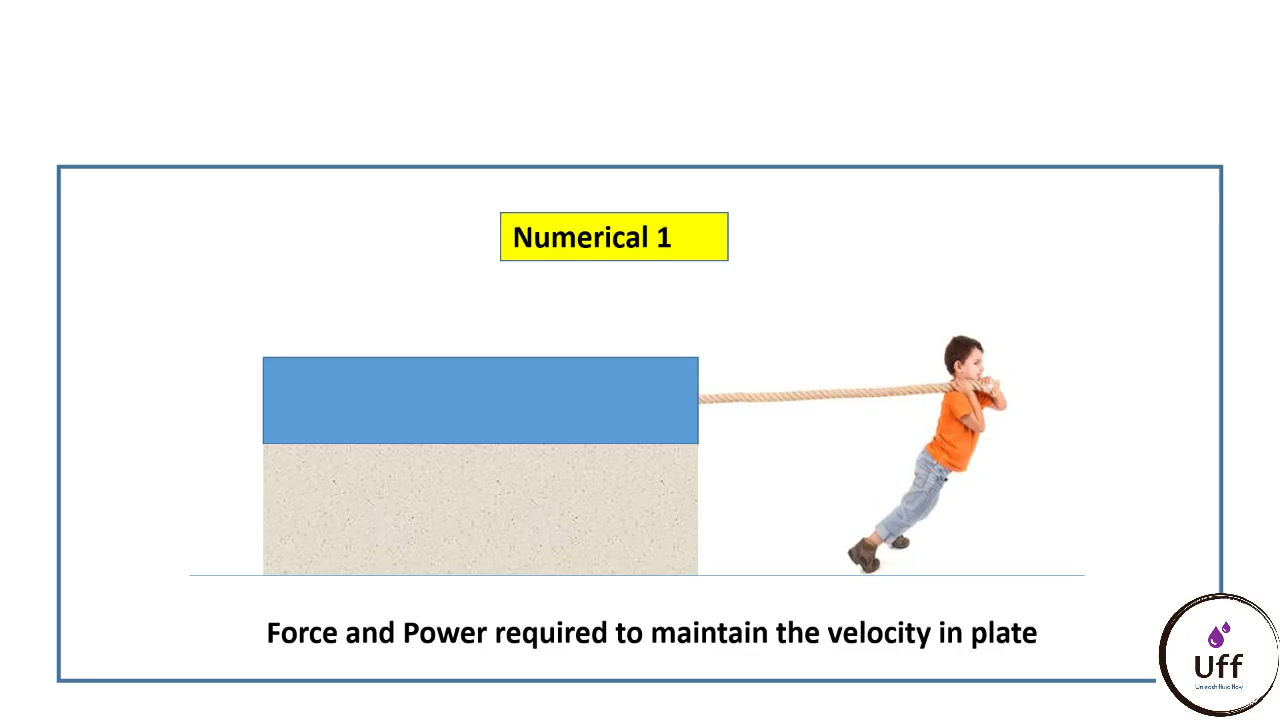 Numerical 1
Force and Power required to maintain the velocity in plate
Uff